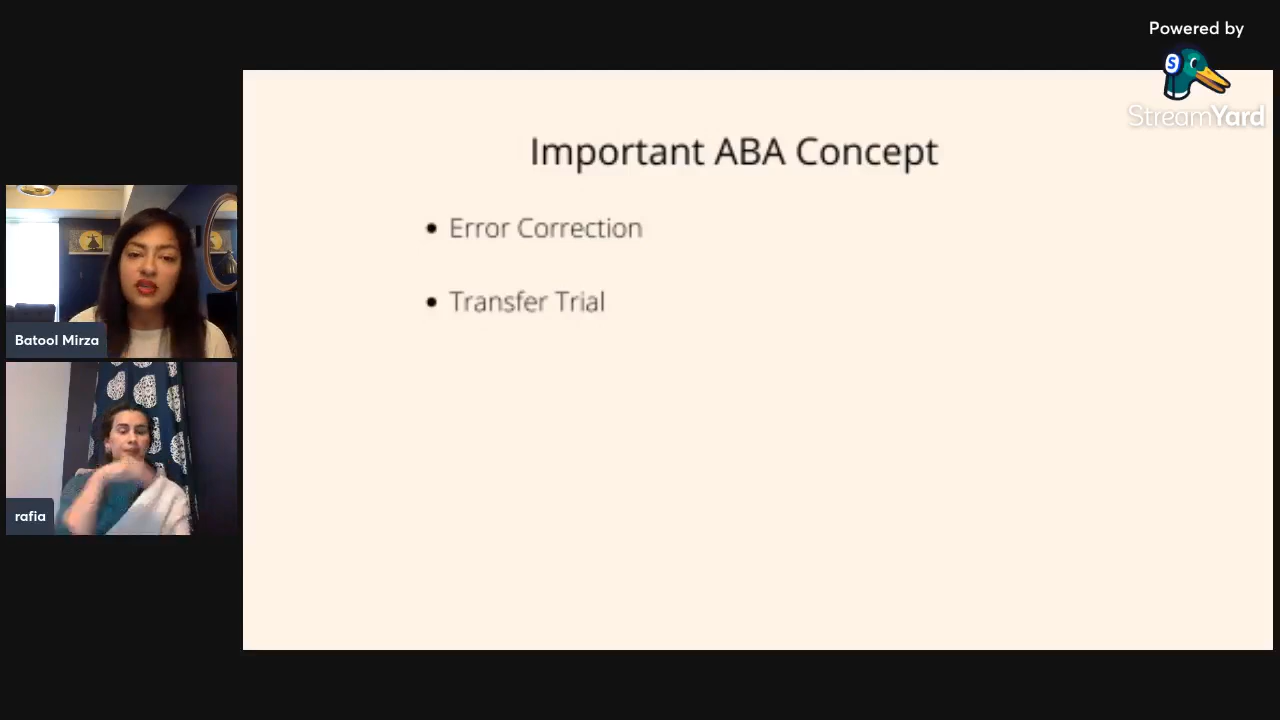 Powered by
StreamYard
Important ABA Concept
Error Correction
Transfer Trial
Batool Mirza
rafia